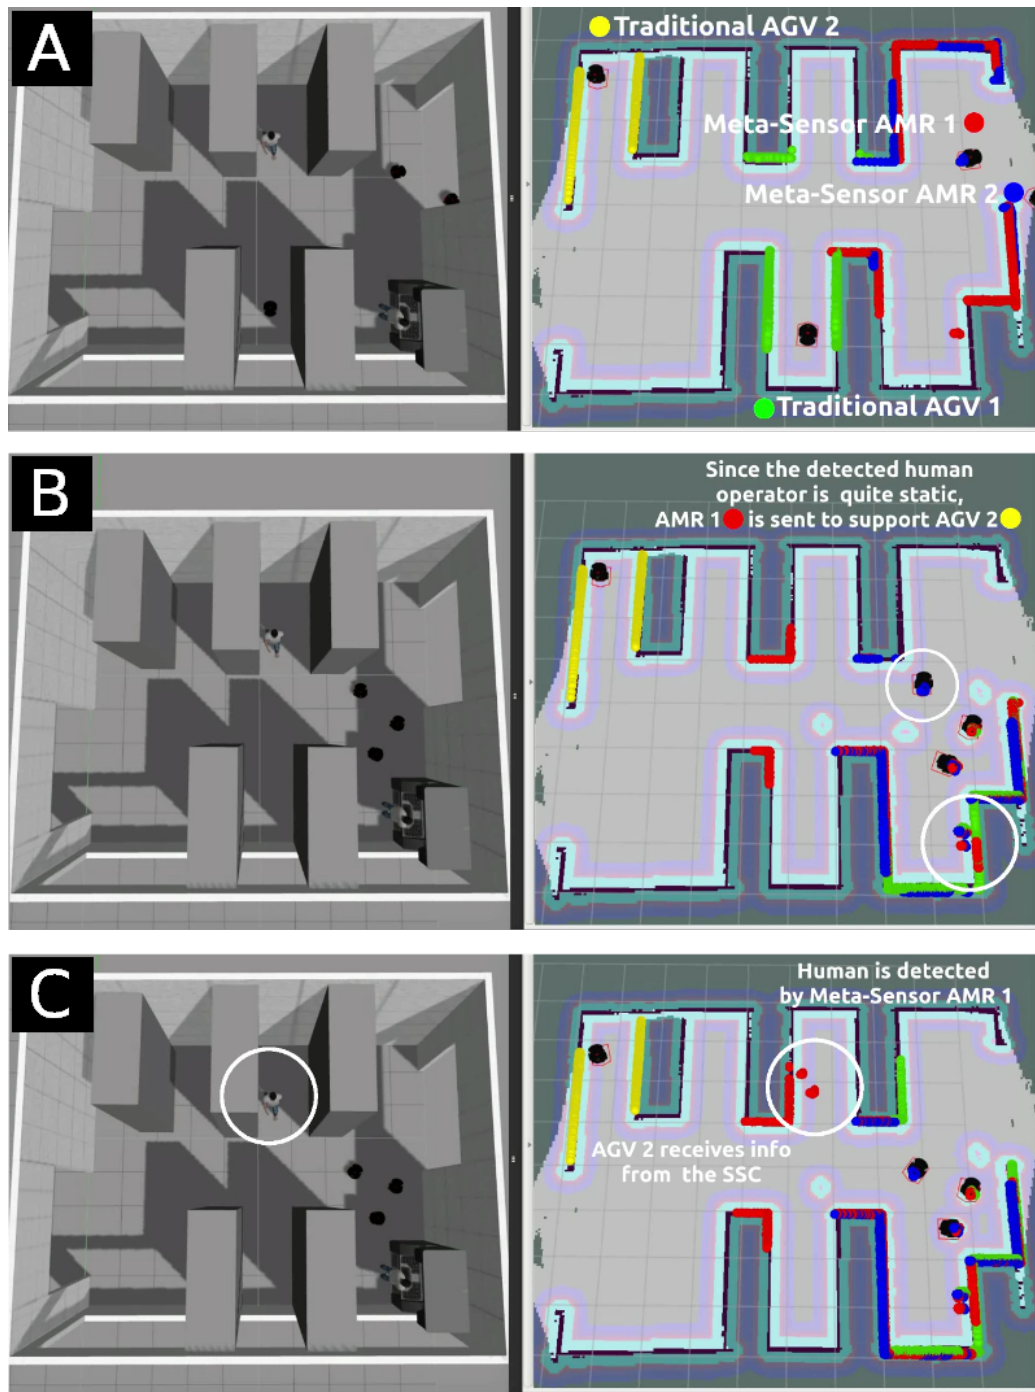 A
Traditional AGV 2
Meta-Sensor AMR 1
Meta-Sensor AMR 2
Traditional AGV 1
B
Since the detected human
operator is quite static,
AMR 1 is sent to support AGV 2
C
Human is detected
by Meta-Sensor AMR 1
AGV 2 receives info
from the SSC